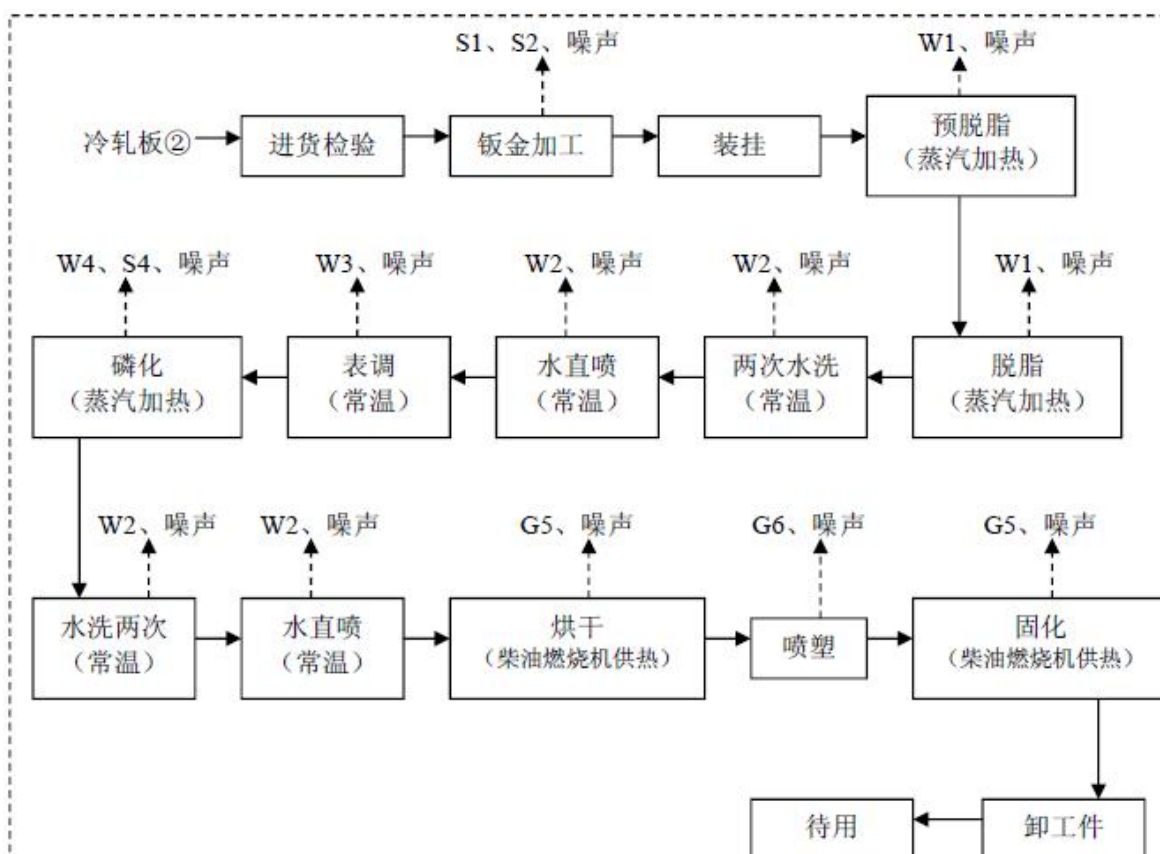 S1、S2、噪声
W1、噪声
冷轧板②
进货检验
钣金加工
装挂
预脱脂
（蒸汽加热）
W4、S4、噪声
W3、噪声
W2、噪声
W2、噪声
W1、噪声
磷化
（蒸汽加热）
表调
（常温）
水直喷
（常温）
两次水洗
（常温）
脱脂
（蒸汽加热）
W2、噪声
W2、噪声
G5、噪声
G6、噪声
G5、噪声
水洗两次
（常温）
水直喷
（常温）
烘干
（柴油燃烧机供热）
喷塑
固化
（柴油燃烧机供热）
待用
卸工件